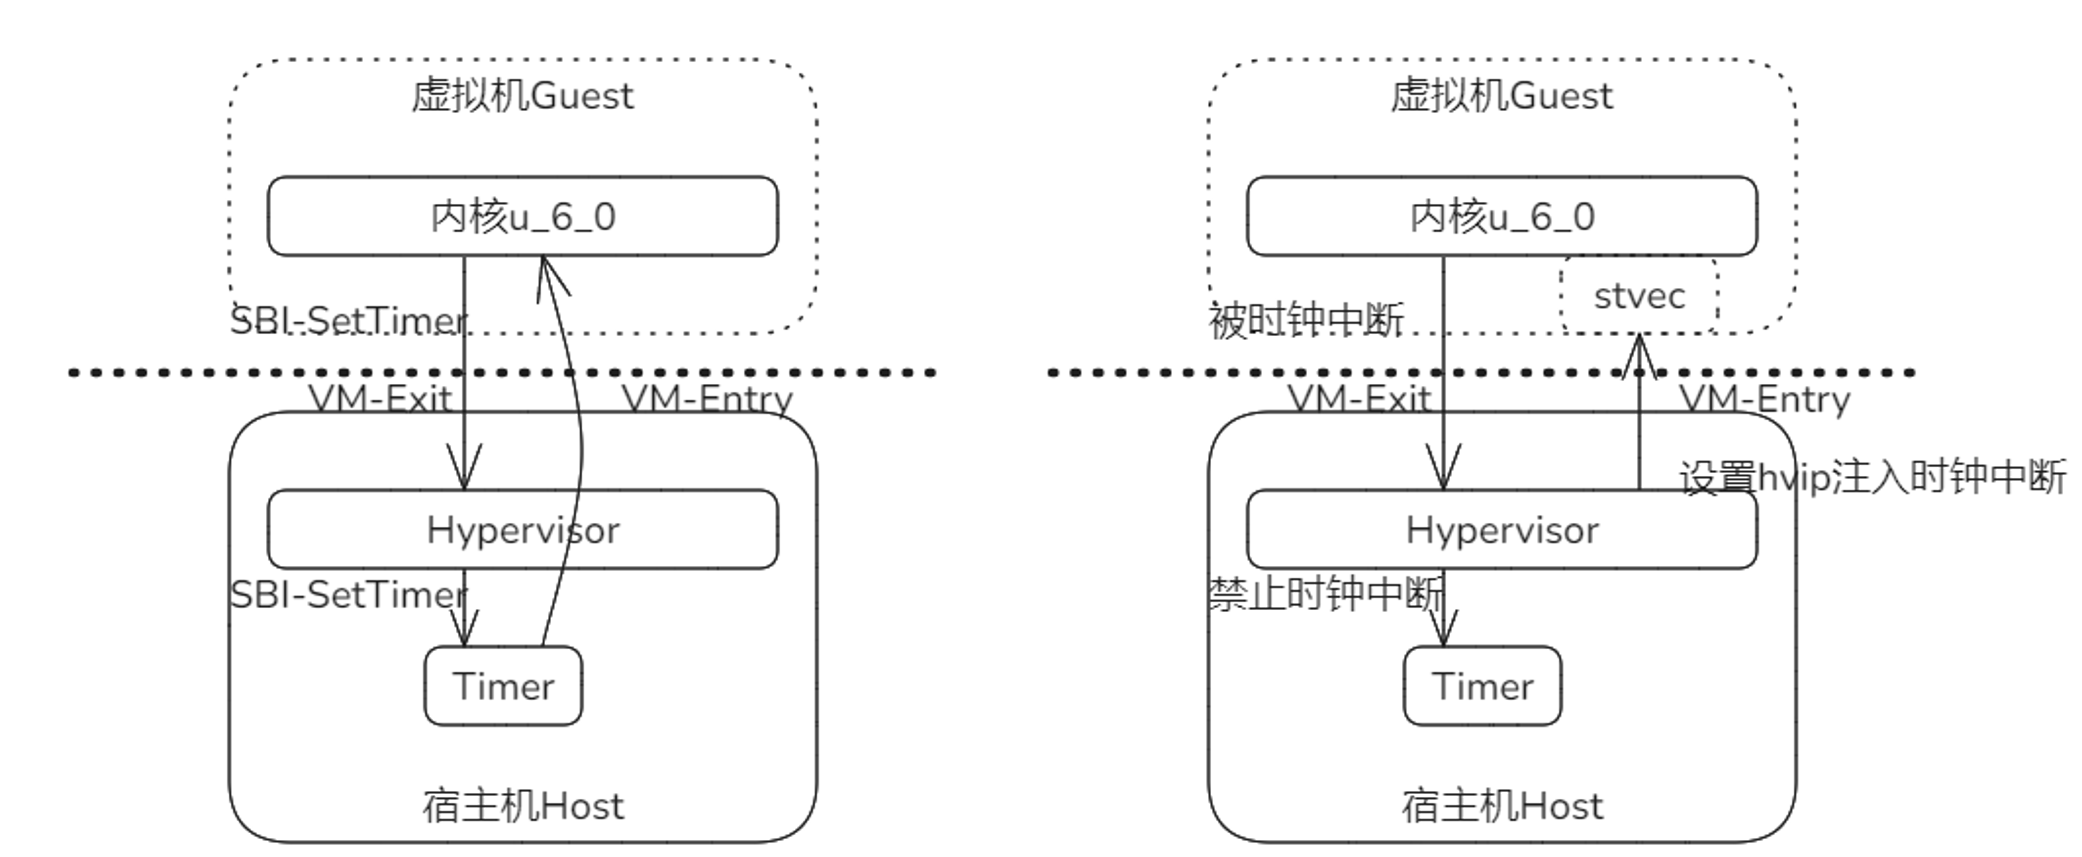 虚拟机Guest
内核u_6_0
SBI-SetTimer
VM-Exit
VM-Entry
Hypervisor
SBI-SetTimer
Timer
宿主机Host
虚拟机Guest
内核u_6_0
stvec
被时钟中断
VM-Exit
VM-Entry
设置hvip注入时钟中断
Hypervisor
禁止时钟中断
Timer
宿主机Host